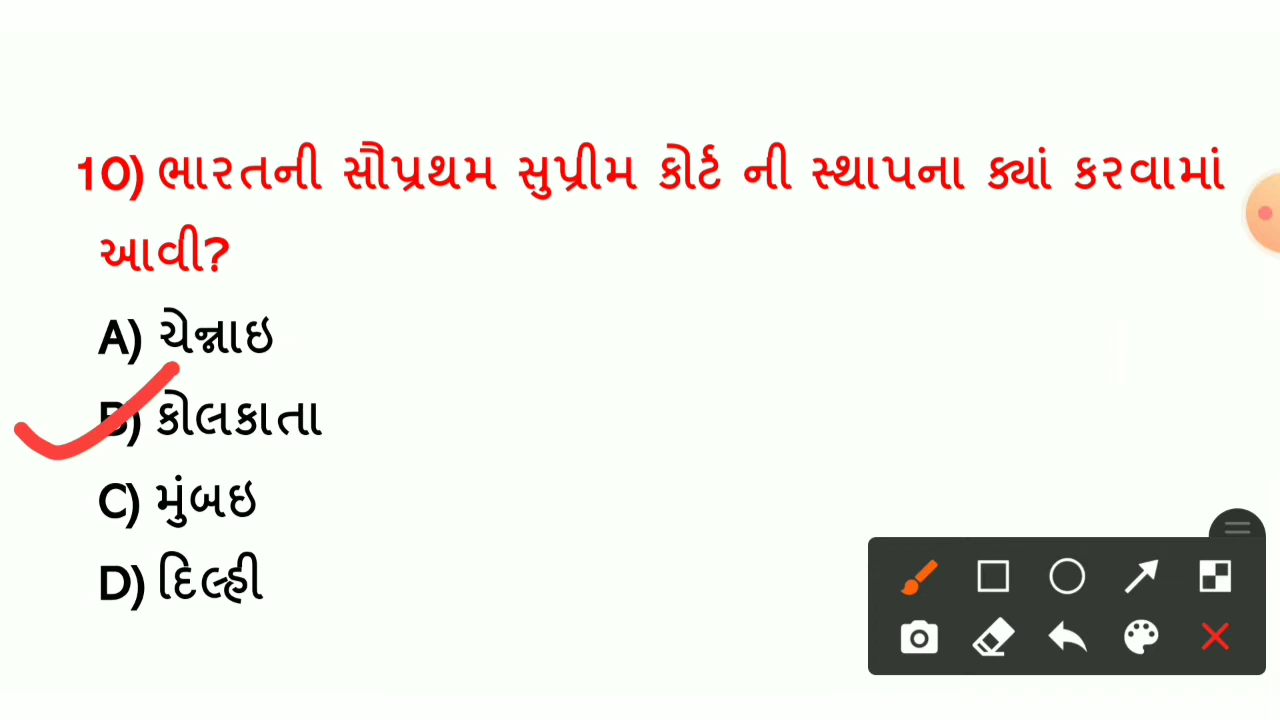 10) ભારતની સૌપ્રથમ સુપ્રીમ કોર્ટ ની સ્થાપના ક્યાં કરવામાં
આવી?
A) ચેન્નાઇ
B) કોલકાતા
C) મુંબઇ
D) દિલ્હી